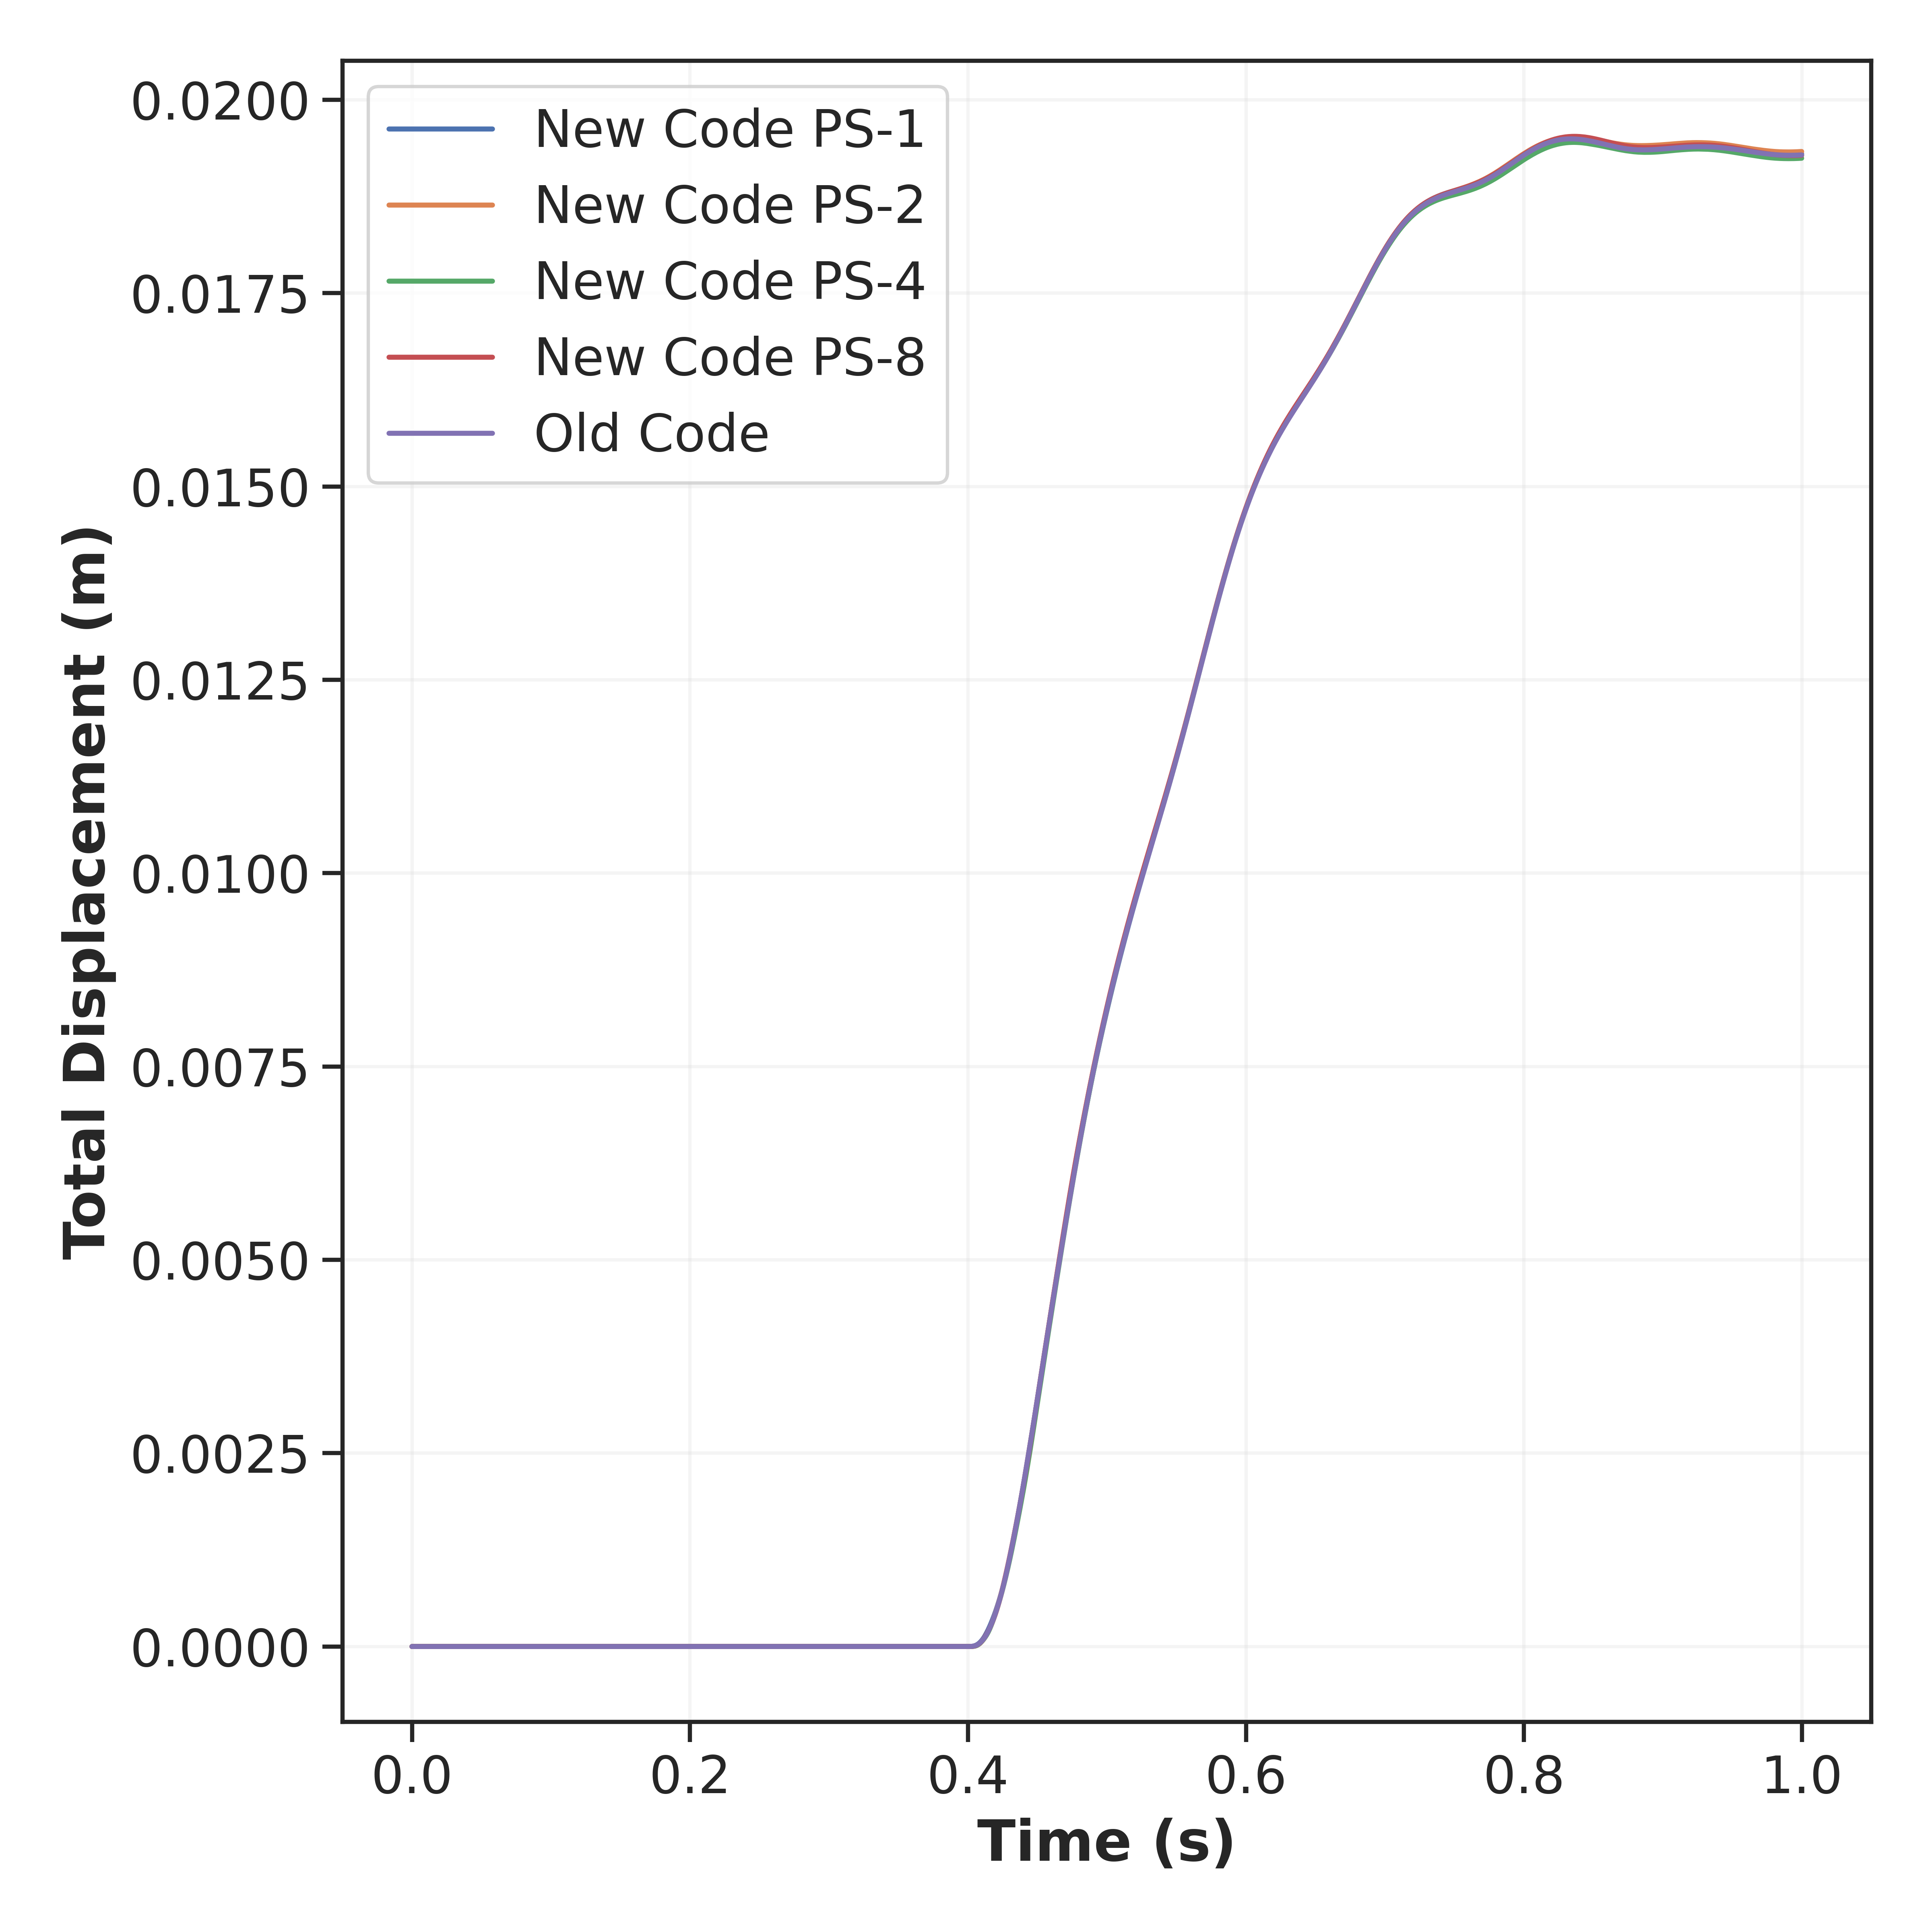 New Code PS-1
New Code PS-2
New Code PS-4
New Code PS-8
Old Code
Total Displacement (m)
0.0200
0.0175
0.0150
0.0125
0.0100
0.0075
0.0050
0.0025
0.0000
0.0 0.2 0.4 0.6 0.8 1.0
Time (s)